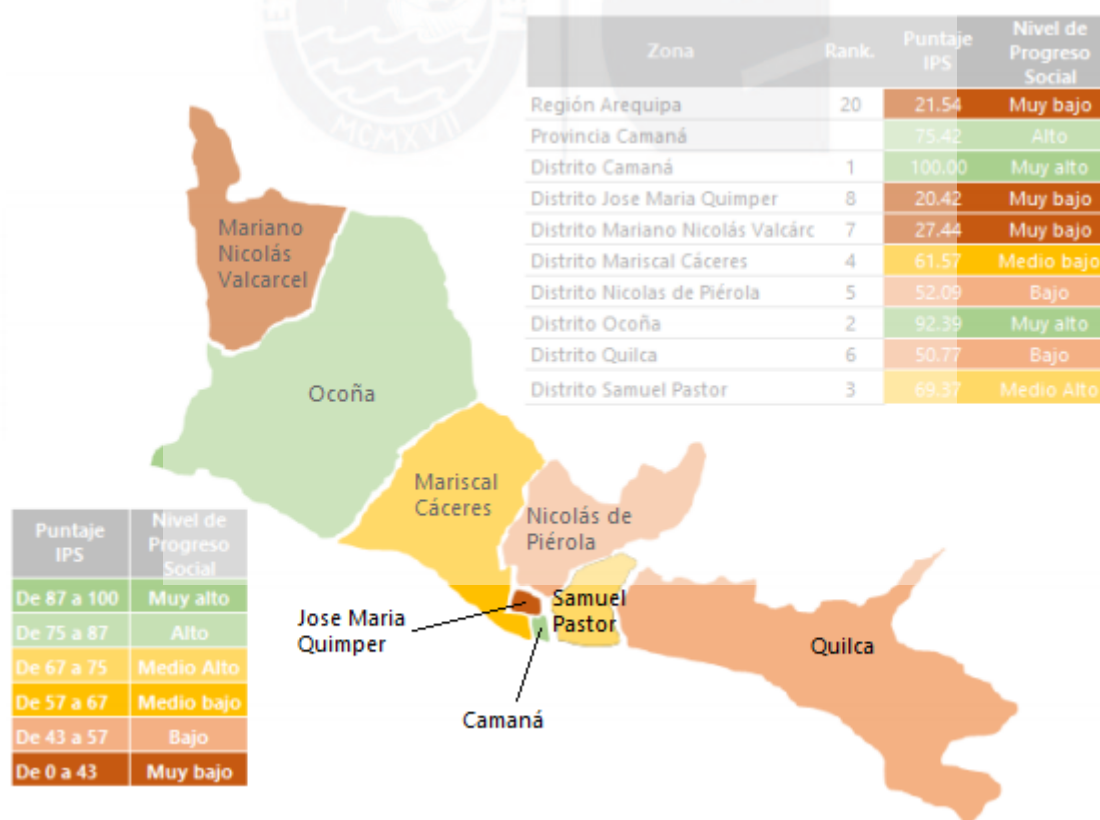 Zona Rank. Puntaje IPS Nivel de Progreso Social
Región Arequipa 20 21.54 Muy bajo
Provincia Camaná 75.42 Alto
Distrito Camaná 1 100.00 Muy alto
Distrito Jose Maria Quimper 8 20.42 Muy bajo
Distrito Mariano Nicolás Valcárc 7 27.44 Muy bajo
Distrito Mariscal Cáceres 4 61.57 Medio bajo
Distrito Nicolas de Piérola 5 52.09 Bajo
Distrito Ocoña 2 92.39 Muy alto
Distrito Quilca 6 50.77 Bajo
Distrito Samuel Pastor 3 69.37 Medio Alto
MCMXVII
Mariano
Nicolás
Valcarcel
Ocoña
Mariscal
Cáceres
Nicolás de
Piérola
Samuel
Pastor
Jose Maria
Quimper
Quilca
Camaná
Puntaje IPS Nivel de Progreso Social
De 87 a 100 Muy alto
De 75 a 87 Alto
De 67 a 75 Medio Alto
De 57 a 67 Medio bajo
De 43 a 57 Bajo
De 0 a 43 Muy bajo